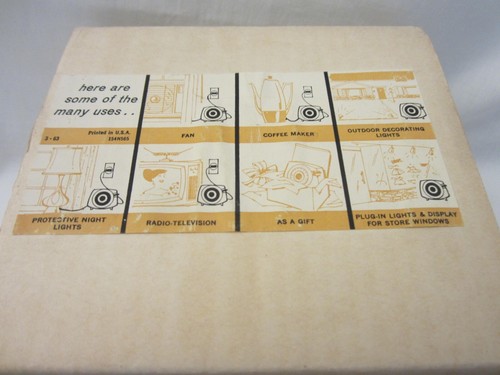 here are
some of the
many uses..
3-63
Printed in U.S.A.
FAN
COFFEE MAKER
OUTDOOR DECORATING
LIGHTS
PROTECTIVE NIGHT
LIGHTS
RADIO-TELEVISION
AS A GIFT
PLUG-IN LIGHTS & DISPLAY
FOR STORE WINDOWS